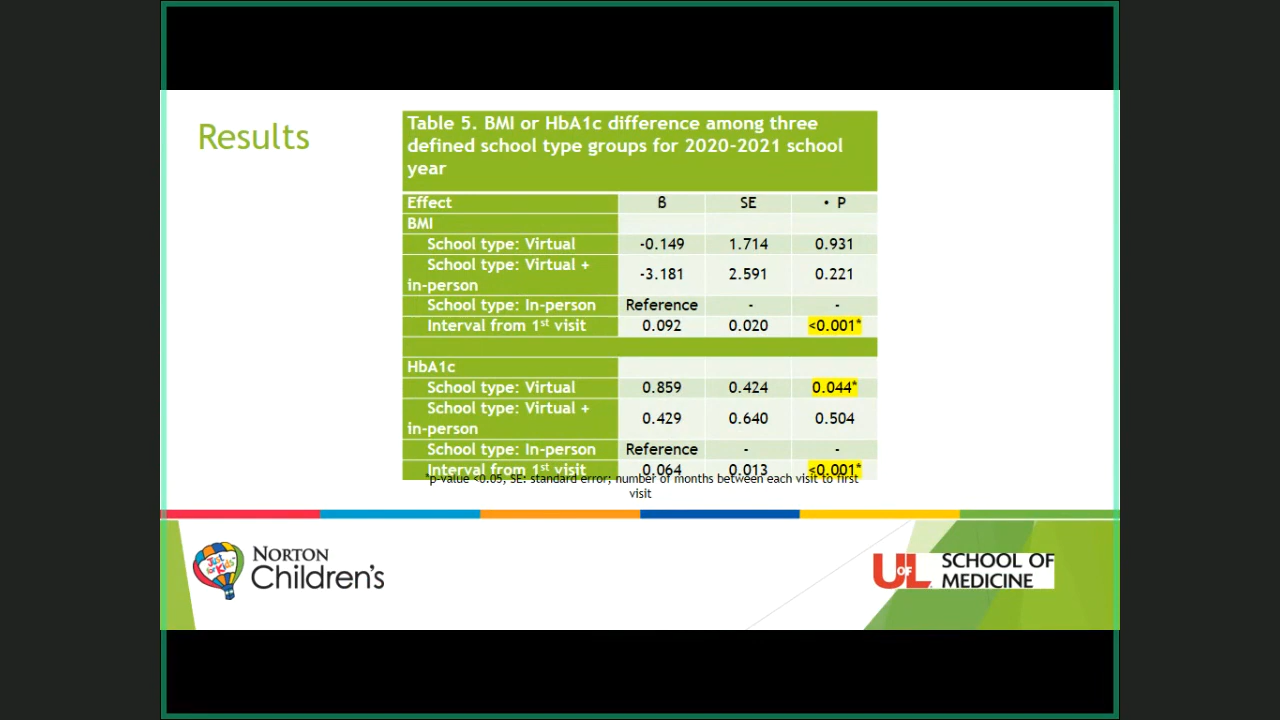 Results
Table 5. BMI or HbA1c difference among three
defined school type groups for 2020-2021 school
year
Effect ß SE • P
BMI
School type: Virtual -0.149 1.714 0.931
School type: Virtual +
in-person -3.181 2.591 0.221
School type: In-person Reference - -
Interval from 1st visit 0.092 0.020 <0.001*
HbA1c
School type: Virtual 0.859 0.424 0.044*
School type: Virtual +
in-person 0.429 0.640 0.504
School type: In-person Reference - -
Interval from 1st visit 0.064 0.013 <0.001*
*p-value <0.05, SE: standard error; number of months between each visit to first
visit
Just for Kids
NORTON
Children's
UofL
SCHOOL OF
MEDICINE